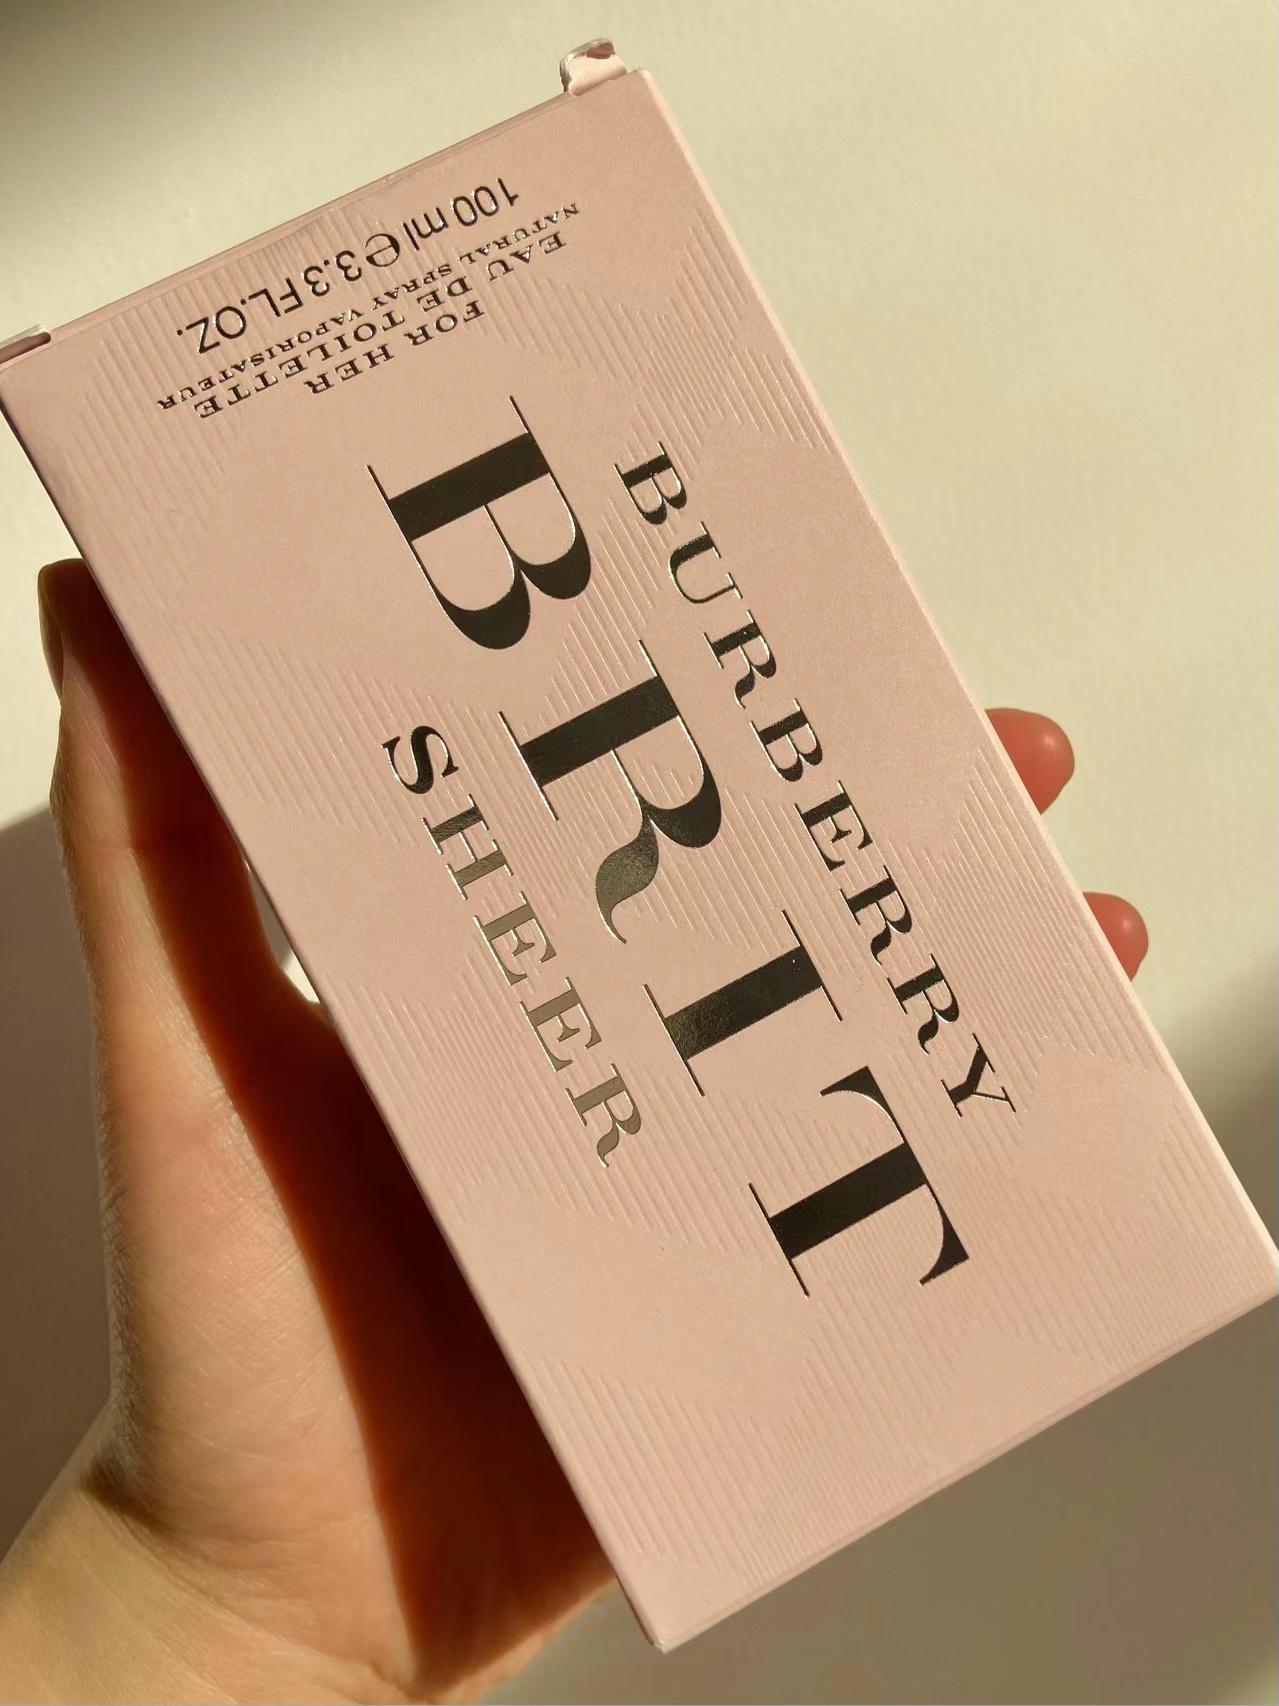 BURBERRY
BRIT
SHEER
FOR HER
EAU DE TOILETTE
NATURAL SPRAY VAPORISATEUR
100 ml ℮ 3.3 FL.OZ.